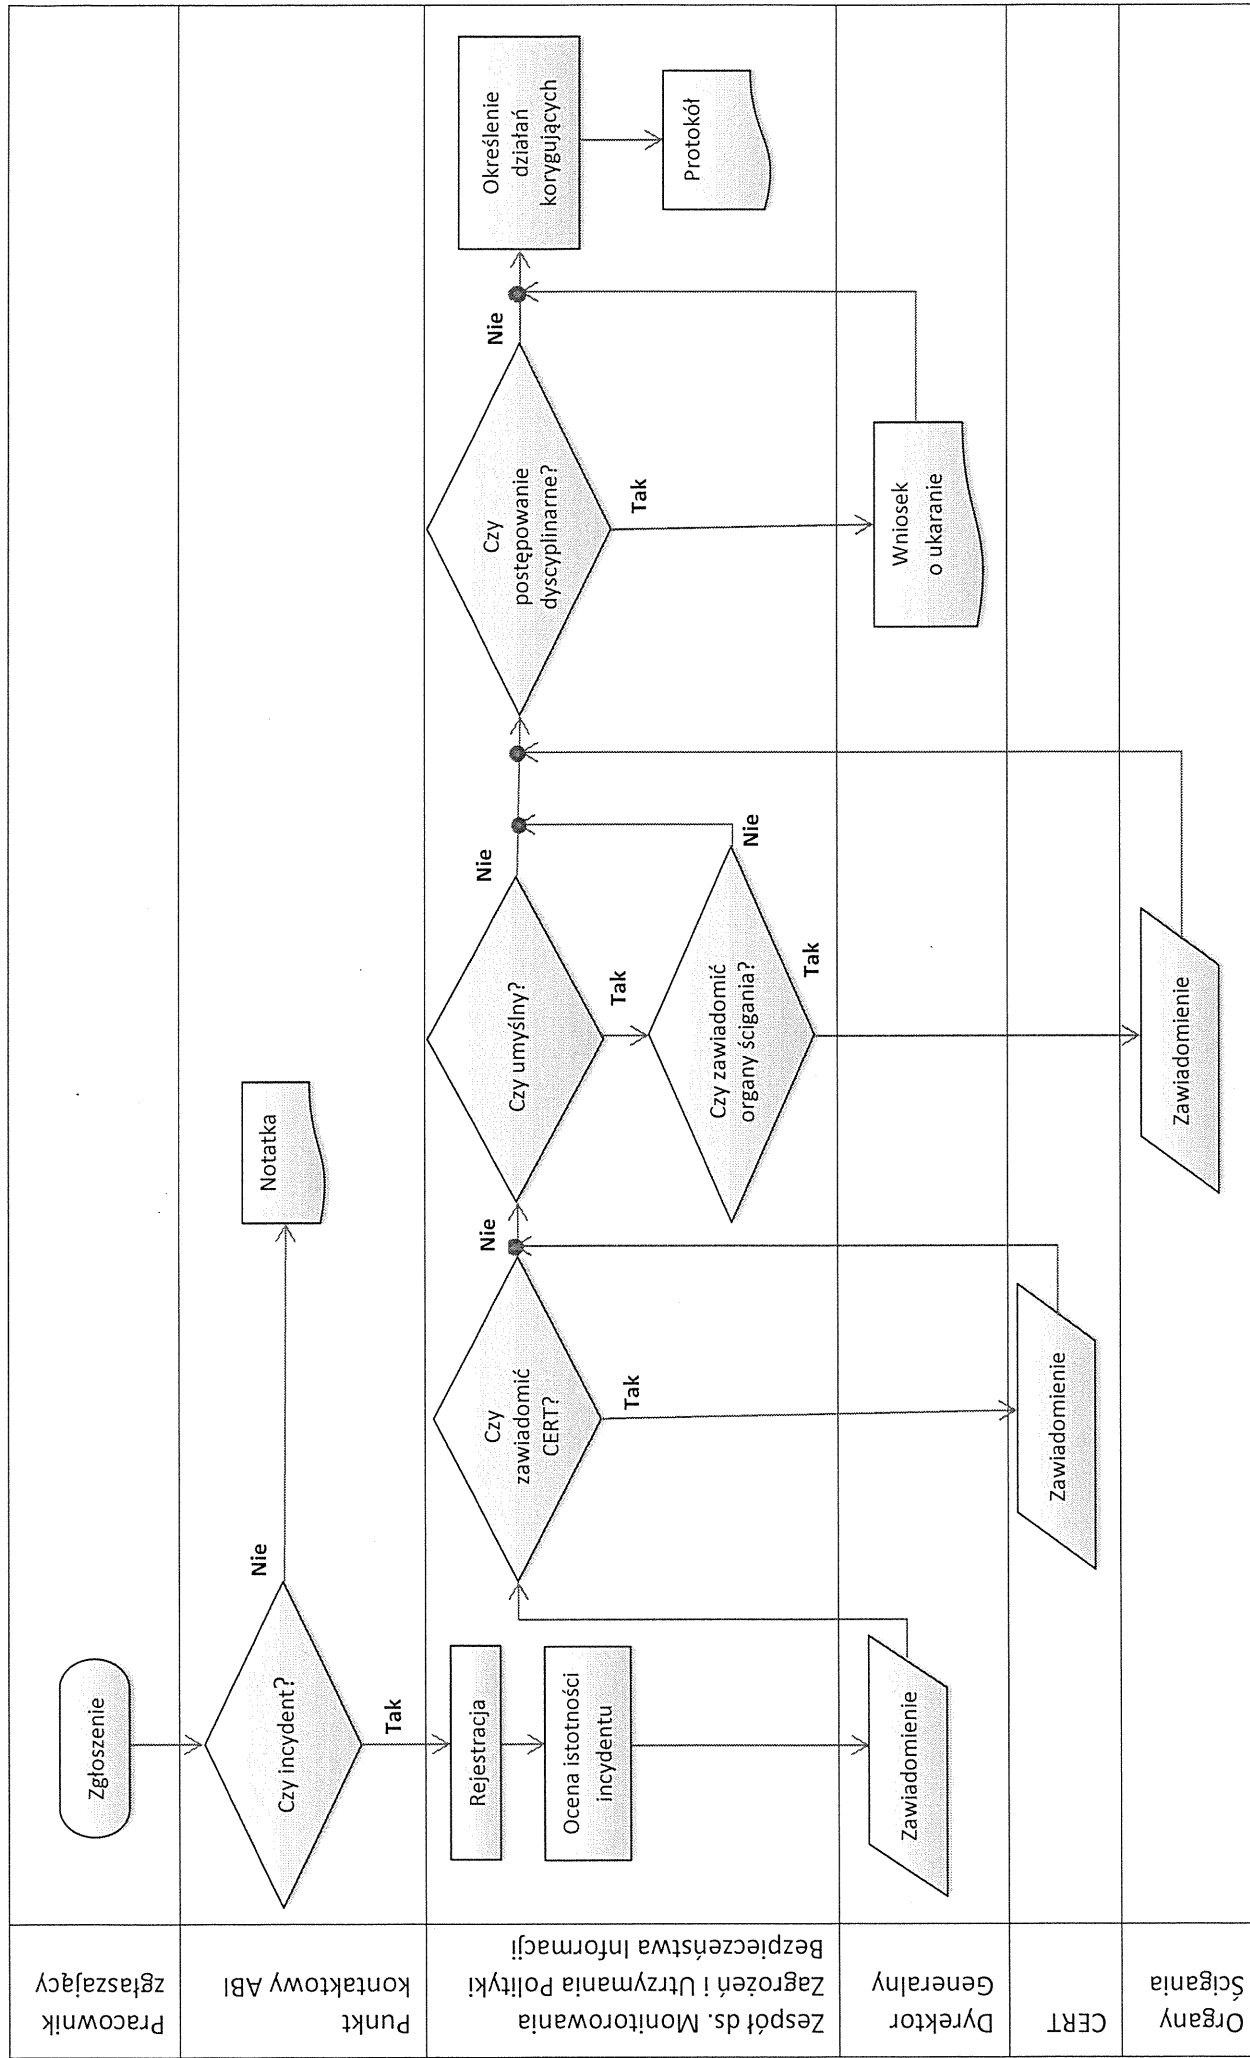 Pracownik
zgłaszający
Zgłoszenie
Punkt
kontaktowy ABI
Czy incydent?
Nie
Tak
Notatka
Zespół ds. Monitorowania
Zagrożeń i Utrzymania Polityki
Bezpieczeństwa Informacji
Rejestracja
Ocena istotności
incydentu
Czy
zawiadomić
CERT?
Nie
Tak
Czy umyślny?
Nie
Tak
Czy zawiadomić
organy ścigania?
Nie
Tak
Czy
postępowanie
dyscyplinarne?
Nie
Tak
Określenie
działań
korygujących
Protokół
Dyrektor
Generalny
Zawiadomienie
Wniosek
o ukaranie
CERT
Zawiadomienie
Organy
Ścigania
Zawiadomienie